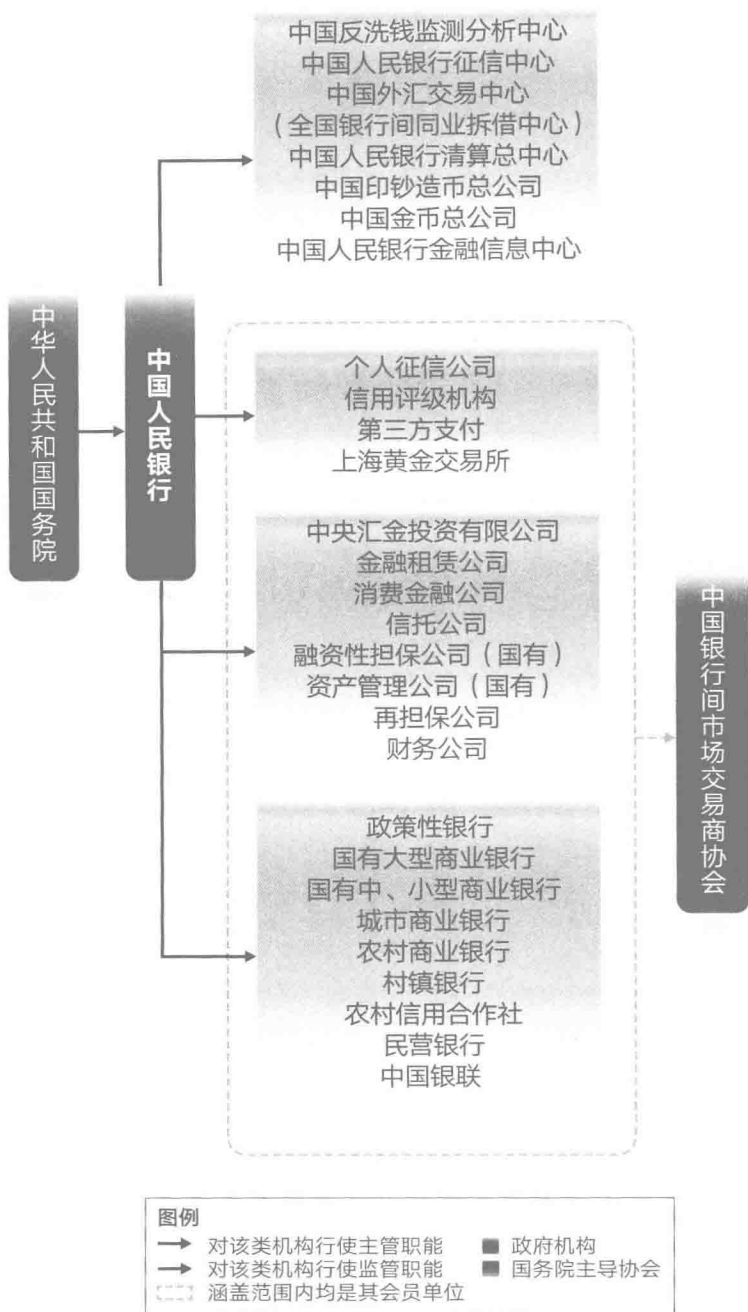 中国反洗钱监测分析中心
中国人民银行征信中心
中国外汇交易中心
（全国银行间同业拆借中心）
中国人民银行清算总中心
中国印钞造币总公司
中国金币总公司
中国人民银行金融信息中心
中华人民共和国国务院
中国人民银行
个人征信公司
信用评级机构
第三方支付
上海黄金交易所
中央汇金投资有限公司
金融租赁公司
消费金融公司
信托公司
融资性担保公司（国有）
资产管理公司（国有）
再担保公司
财务公司
中国银行间市场交易商协会
政策性银行
国有大型商业银行
国有中、小型商业银行
城市商业银行
农村商业银行
村镇银行
农村信用合作社
民营银行
中国银联
图例
对该类机构行使主管职能 政府机构
对该类机构行使监管职能 国务院主导协会
涵盖范围内均是其会员单位